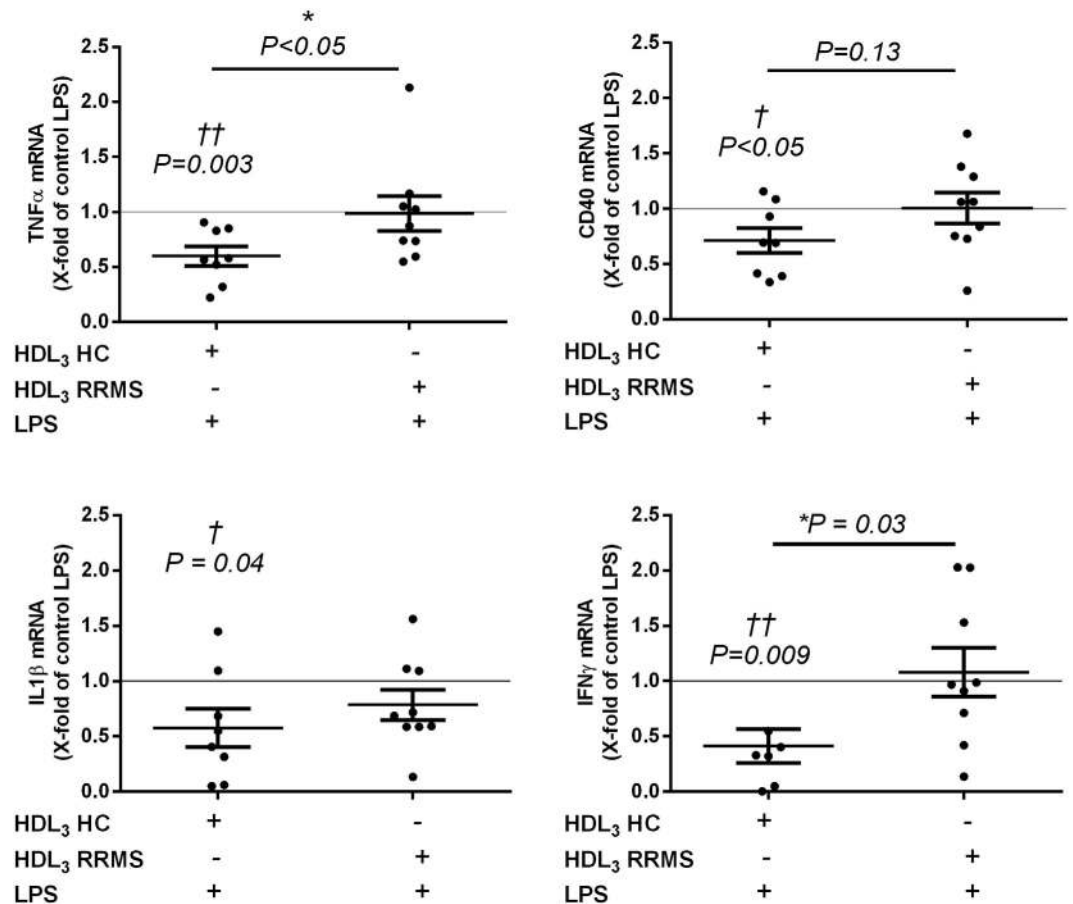 *
P<0.05
††
P=0.003
TNFα mRNA
(X-fold of control LPS)
2.5
2.0
1.5
1.0
0.5
0.0
HDL₃ HC + -
HDL₃ RRMS - +
LPS + +
P=0.13
†
P<0.05
CD40 mRNA
(X-fold of control LPS)
2.5
2.0
1.5
1.0
0.5
0.0
HDL₃ HC + -
HDL₃ RRMS - +
LPS + +
†
P = 0.04
IL1β mRNA
(X-fold of control LPS)
2.5
2.0
1.5
1.0
0.5
0.0
HDL₃ HC + -
HDL₃ RRMS - +
LPS + +
*P = 0.03
††
P=0.009
IFNγ mRNA
(X-fold of control LPS)
2.5
2.0
1.5
1.0
0.5
0.0
HDL₃ HC + -
HDL₃ RRMS - +
LPS + +